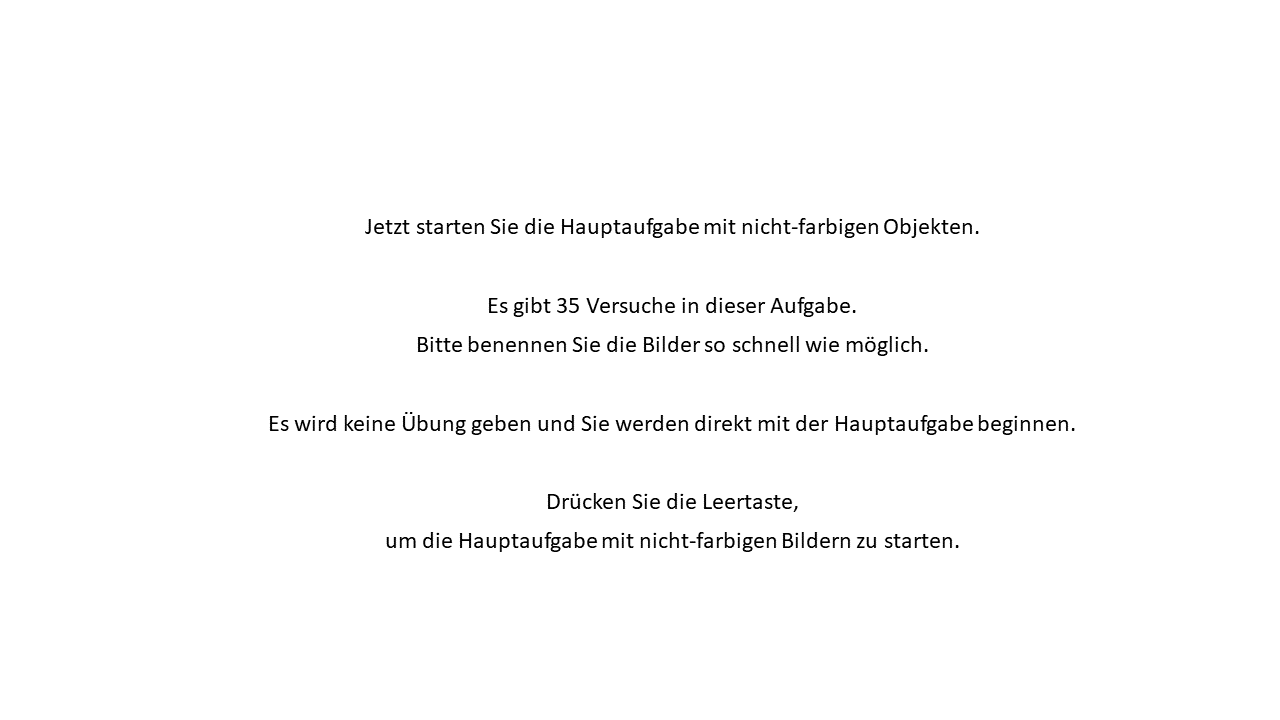 Jetzt starten Sie die Hauptaufgabe mit nicht-farbigen Objekten.
Es gibt 35 Versuche in dieser Aufgabe.
Bitte benennen Sie die Bilder so schnell wie möglich.
Es wird keine Übung geben und Sie werden direkt mit der Hauptaufgabe beginnen.
Drücken Sie die Leertaste,
um die Hauptaufgabe mit nicht-farbigen Bildern zu starten.